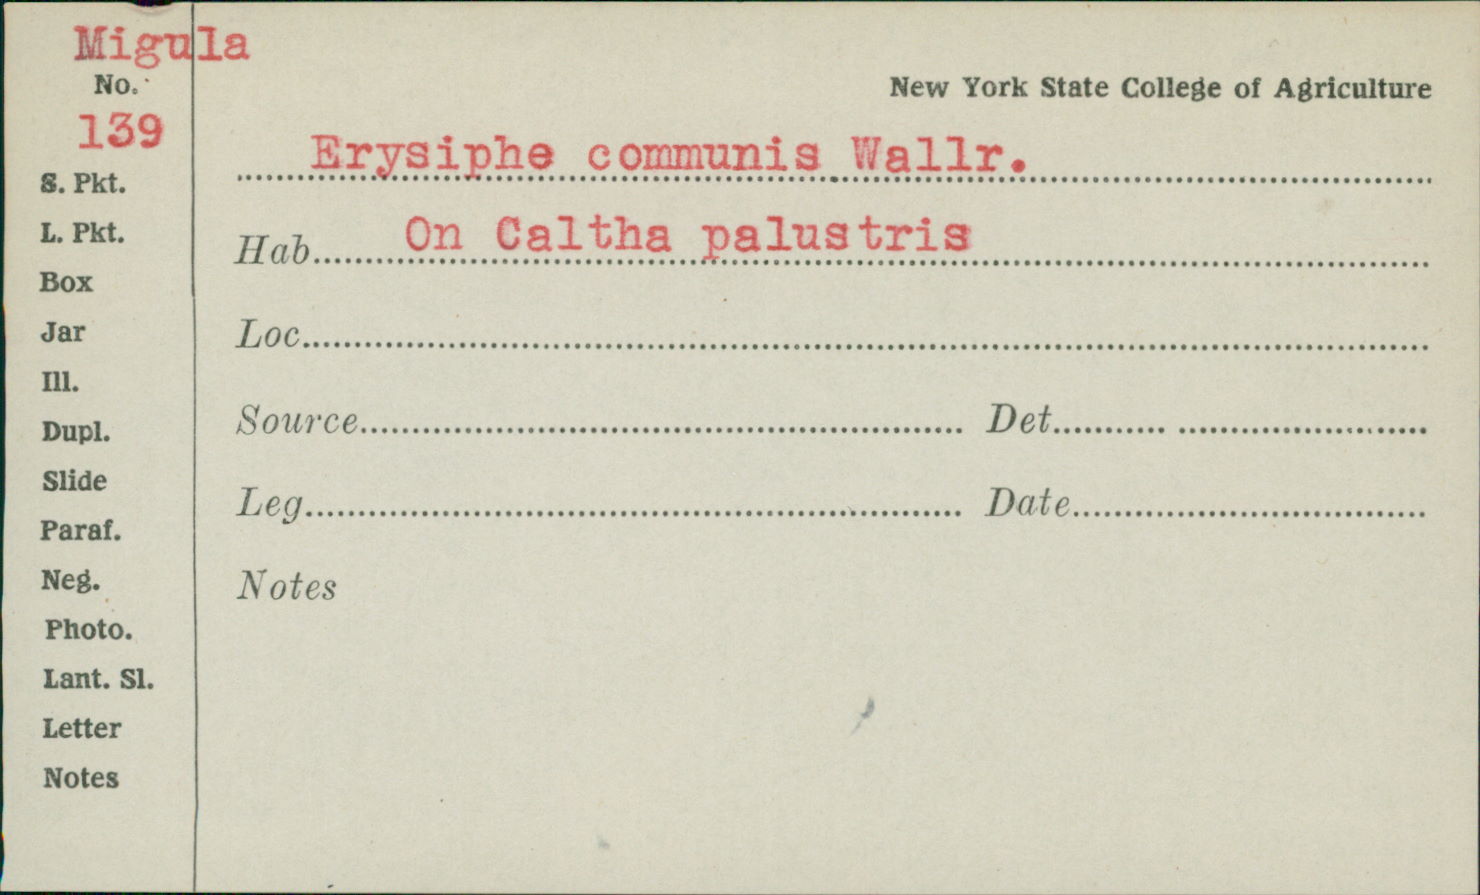 Migula
No.
139
New York State College of Agriculture
Erysiphe communis Wallr.
Hab. On Caltha palustris
Loc.
Source
Det.
Leg.
Date
Notes
S. Pkt.
L. Pkt.
Box
Jar
Ill.
Dupl.
Slide
Paraf.
Neg.
Photo.
Lant. Sl.
Letter
Notes